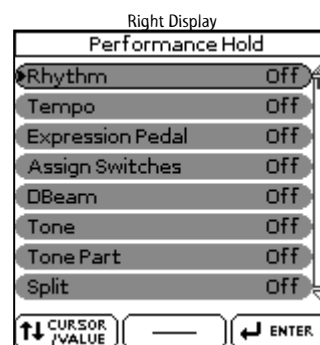 Right Display
Performance Hold
Rhythm Off
Tempo Off
Expression Pedal Off
Assign Switches Off
DBeam Off
Tone Off
Tone Part Off
Split Off
CURSOR /VALUE ENTER